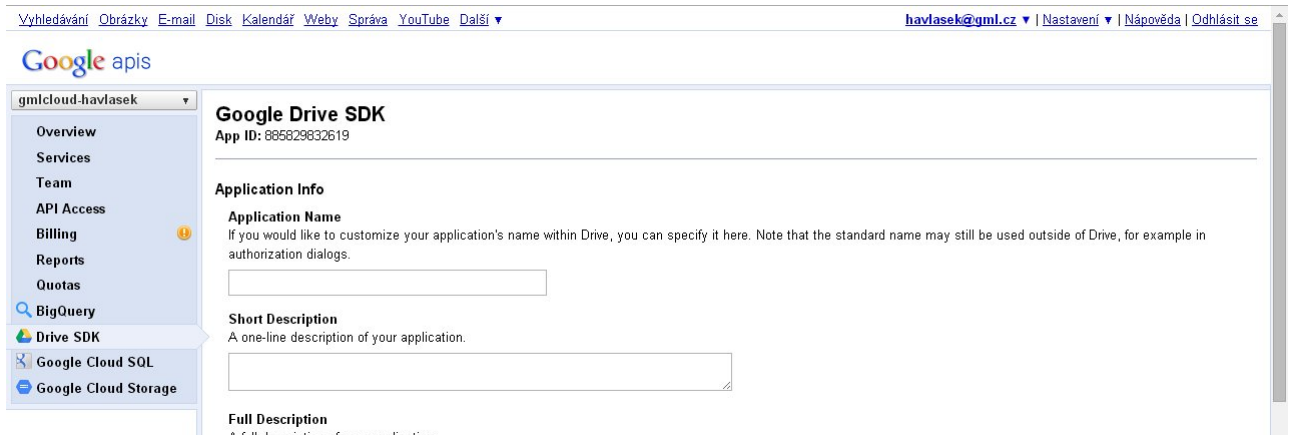 Vyhledávání Obrázky E-mail Disk Kalendář Weby Správa YouTube Další ▼ havlasek@gml.cz ▼ | Nastavení ▼ | Nápověda | Odhlásit se
Google apis
gmlcloud-havlasek ▼
Overview
Services
Team
API Access
Billing
Reports
Quotas
BigQuery
Drive SDK
Google Cloud SQL
Google Cloud Storage
Google Drive SDK
App ID: 885829832619
Application Info
Application Name
If you would like to customize your application's name within Drive, you can specify it here. Note that the standard name may still be used outside of Drive, for example in
authorization dialogs.
Short Description
A one-line description of your application.
Full Description